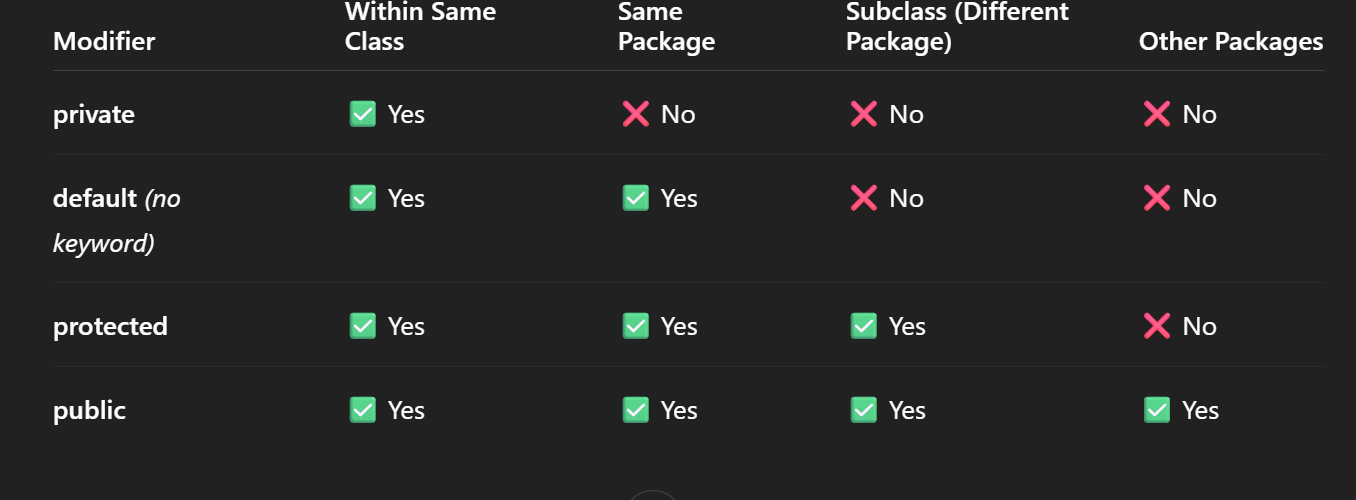 Modifier Within Same Class Same Package Subclass (Different Package) Other Packages
private ✅ Yes ❌ No ❌ No ❌ No
default (no keyword) ✅ Yes ✅ Yes ❌ No ❌ No
protected ✅ Yes ✅ Yes ✅ Yes ❌ No
public ✅ Yes ✅ Yes ✅ Yes ✅ Yes